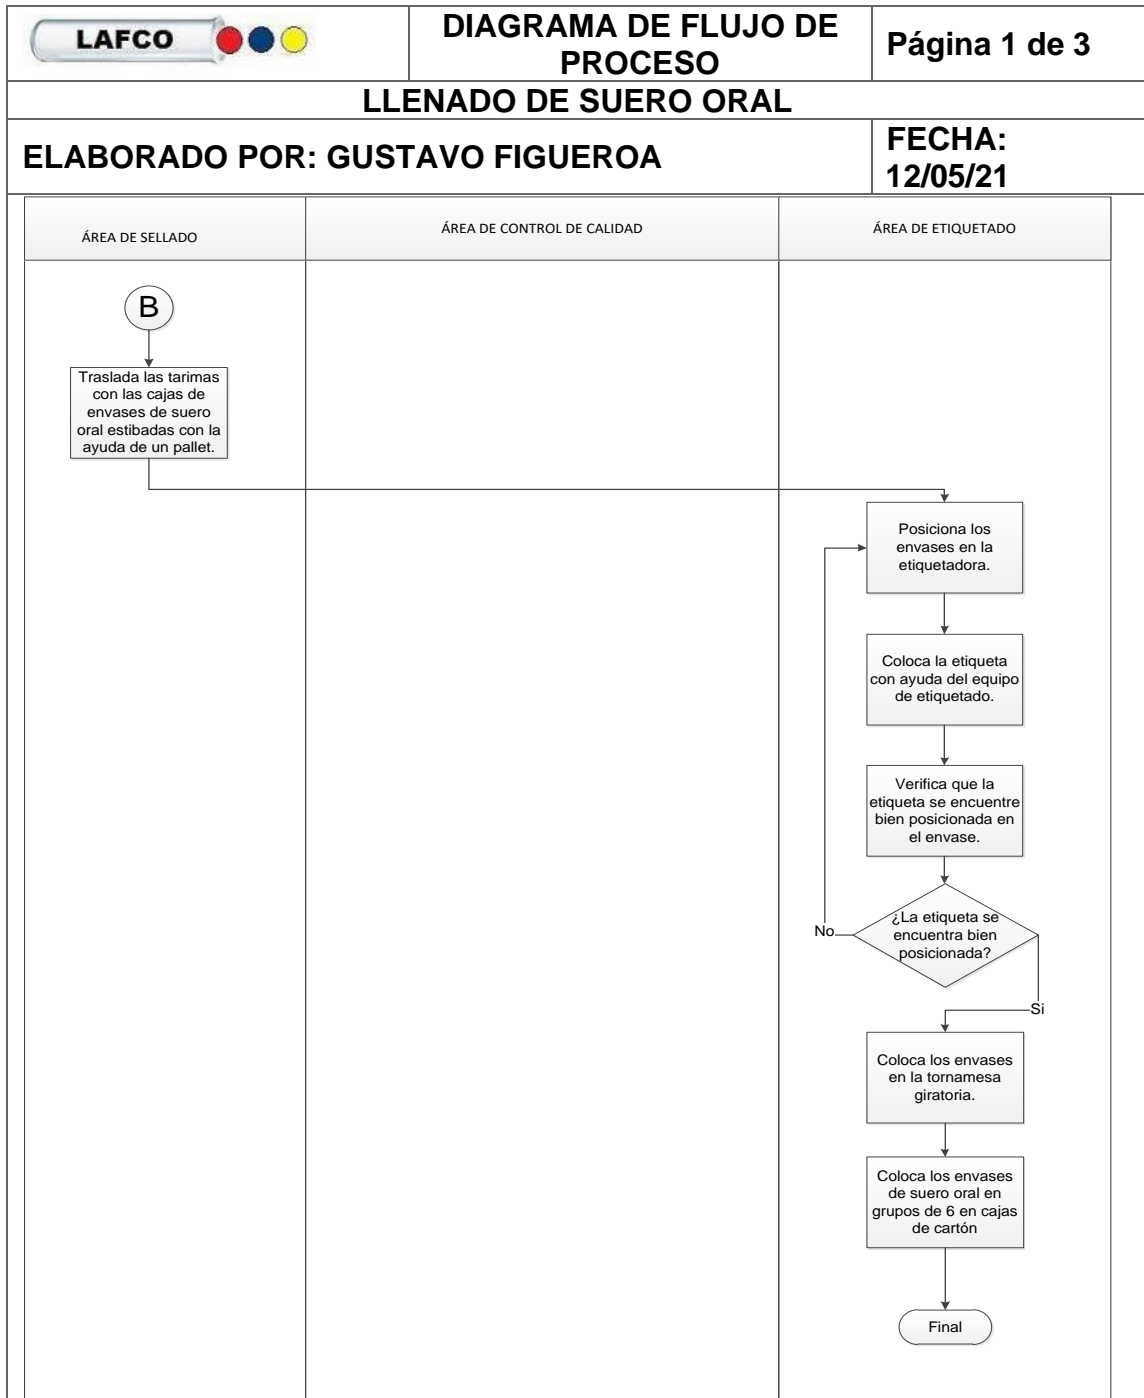 LAFCO
DIAGRAMA DE FLUJO DE
PROCESO
Página 1 de 3
LLENADO DE SUERO ORAL
ELABORADO POR: GUSTAVO FIGUEROA
FECHA:
12/05/21
ÁREA DE SELLADO
ÁREA DE CONTROL DE CALIDAD
ÁREA DE ETIQUETADO
B
Traslada las tarimas
con las cajas de
envases de suero
oral estibadas con la
ayuda de un pallet.
Posiciona los
envases en la
etiquetadora.
Coloca la etiqueta
con ayuda del equipo
de etiquetado.
Verifica que la
etiqueta se encuentre
bien posicionada en
el envase.
¿La etiqueta se
encuentra bien
posicionada?
No
Si
Coloca los envases
en la tornamesa
giratoria.
Coloca los envases
de suero oral en
grupos de 6 en cajas
de cartón
Final